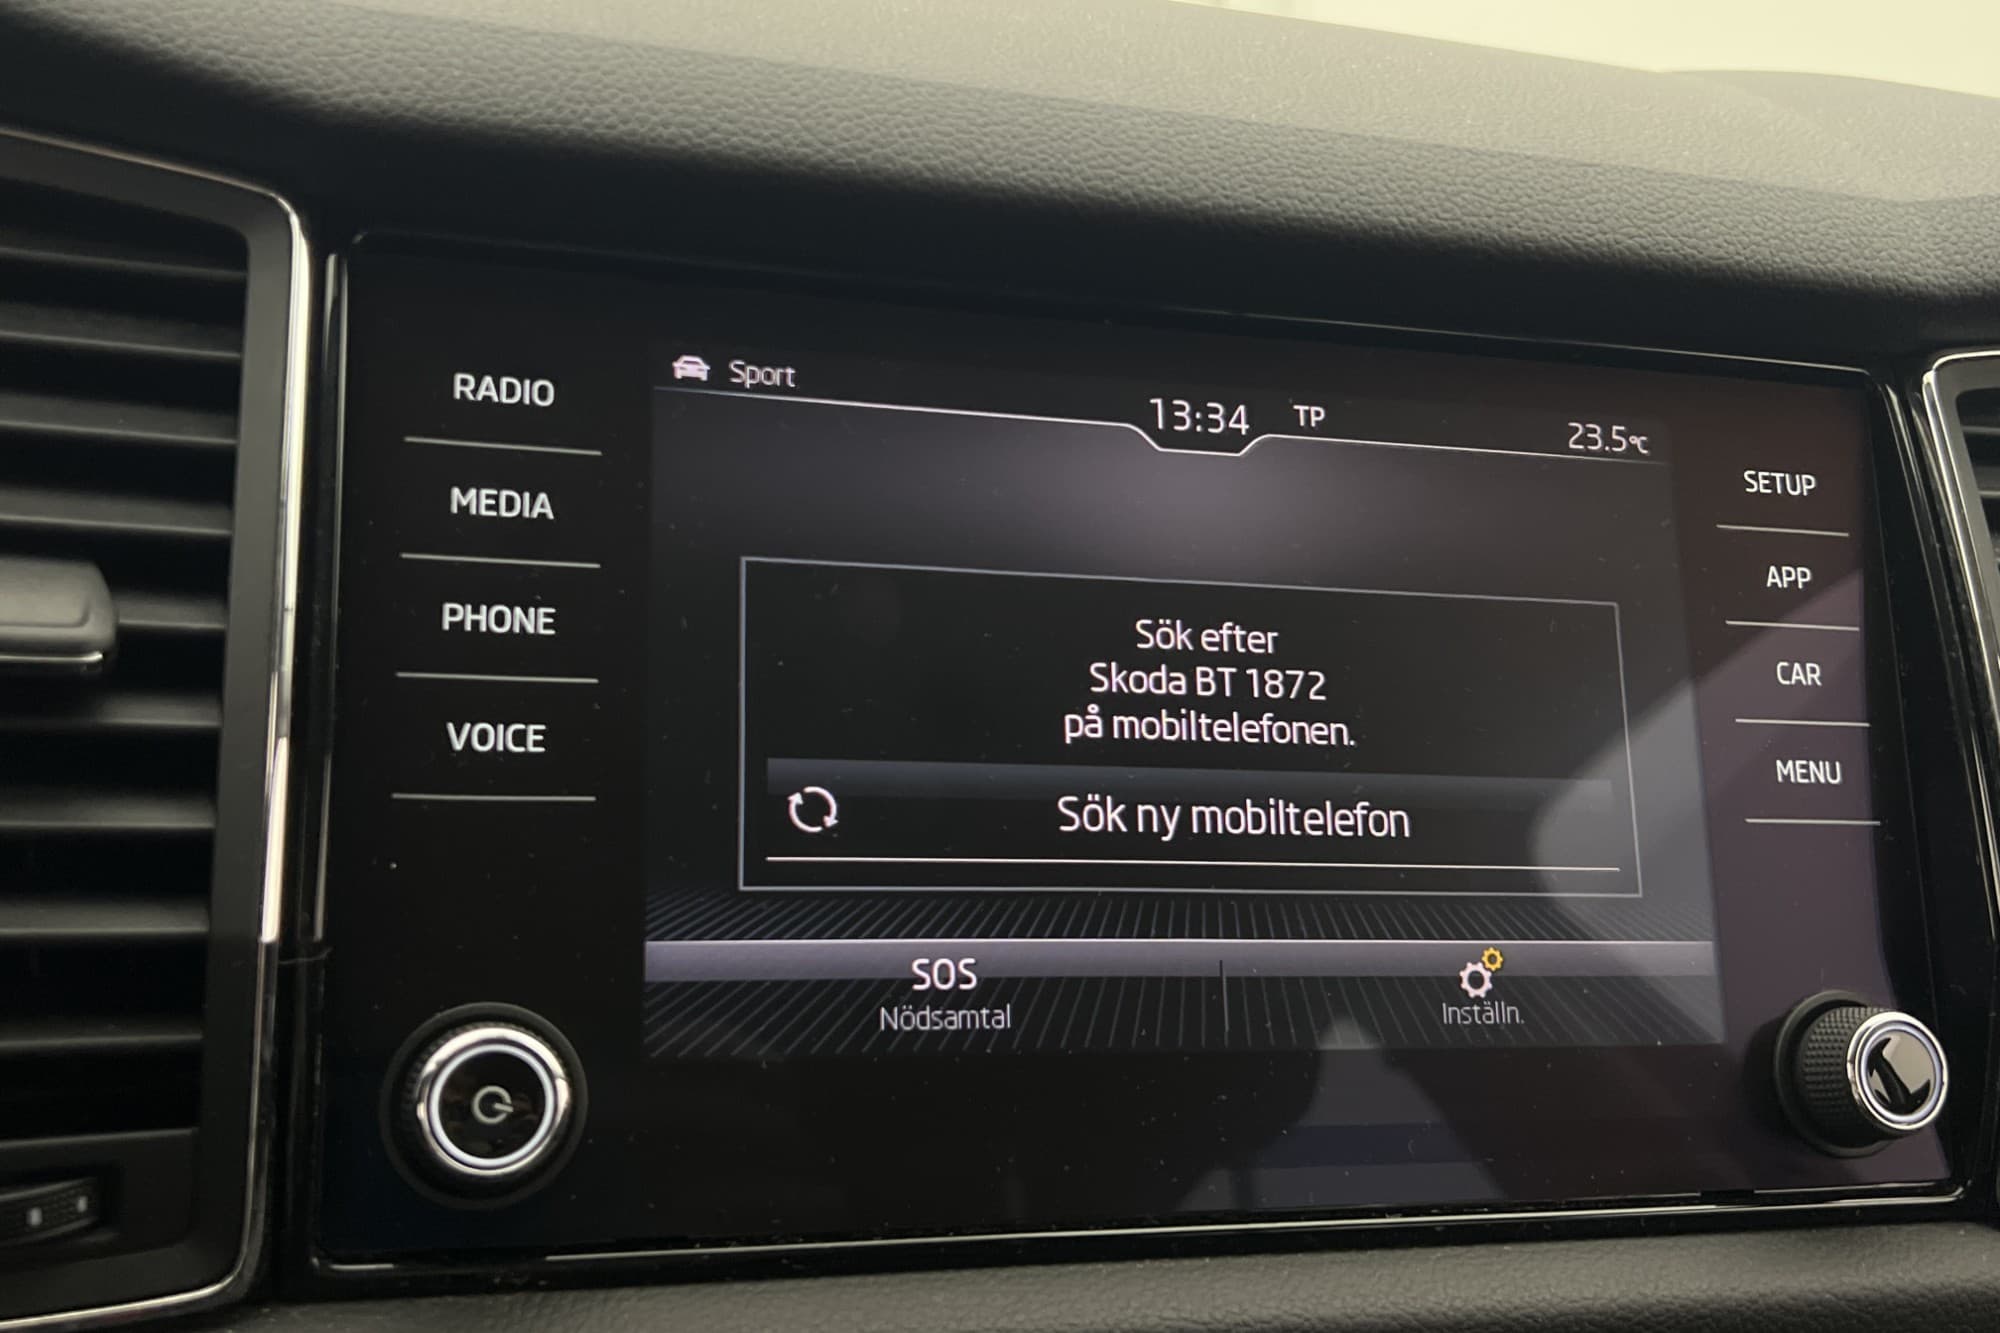 RADIO
MEDIA
PHONE
VOICE
Sport
13:34 TP
23.5°C
Sök efter
Skoda BT 1872
på mobiltelefonen.
Sök ny mobiltelefon
SOS
Nödsamtal
Inställn.
SETUP
APP
CAR
MENU